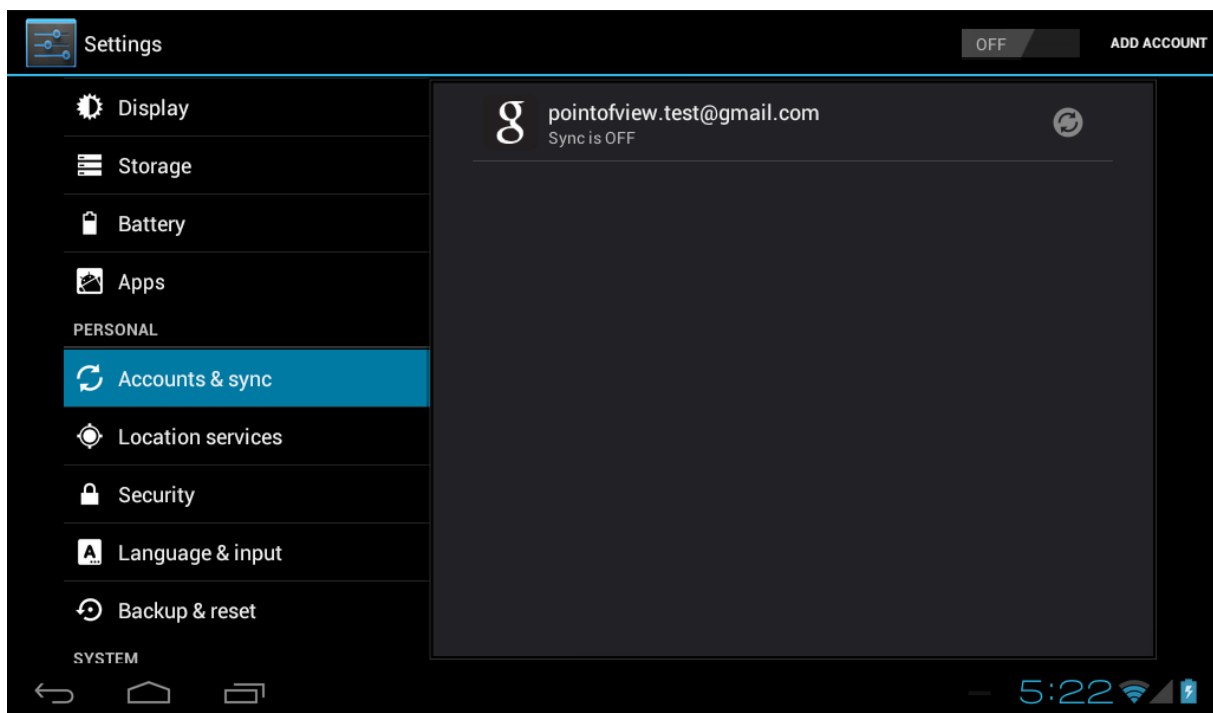 Settings
OFF
ADD ACCOUNT
Display
Storage
Battery
Apps
PERSONAL
Accounts & sync
Location services
Security
Language & input
Backup & reset
SYSTEM
g
pointofview.test@gmail.com
Sync is OFF
5:22